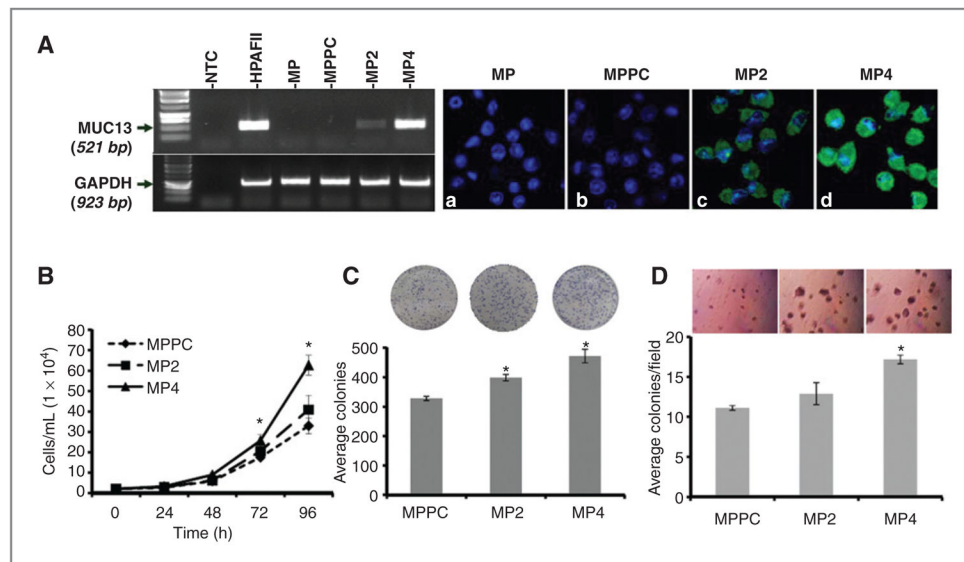 A
NTC
HPAFII
MP
MPPC
MP2
MP4
MUC13
(521 bp)
GAPDH
(923 bp)
MP
MPPC
MP2
MP4
a
b
c
d
B
Cells/mL (1 × 10⁴)
80
70
60
50
40
30
20
10
0
MPPC
MP2
MP4
*
*
0 24 48 72 96
Time (h)
C
Average colonies
500
400
300
200
100
0
*
*
MPPC MP2 MP4
D
Average colonies/field
20
15
10
5
0
*
MPPC MP2 MP4